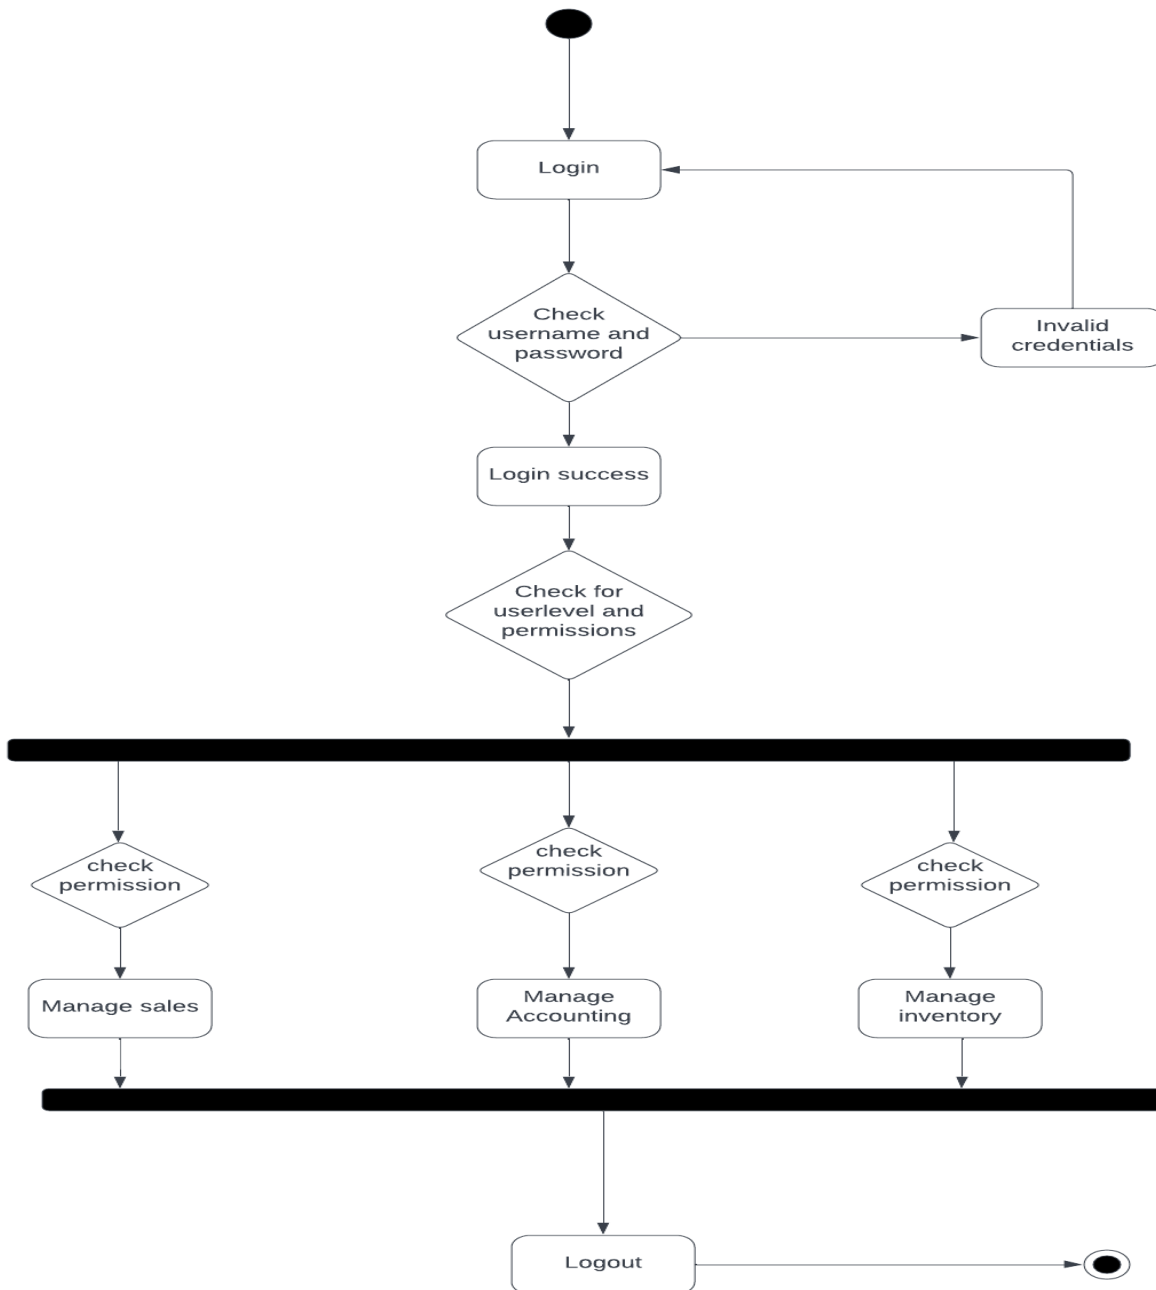 Login
Check
username and
password
Invalid
credentials
Login success
Check for
userlevel and
permissions
check
permission
check
permission
check
permission
Manage sales
Manage
Accounting
Manage
inventory
Logout